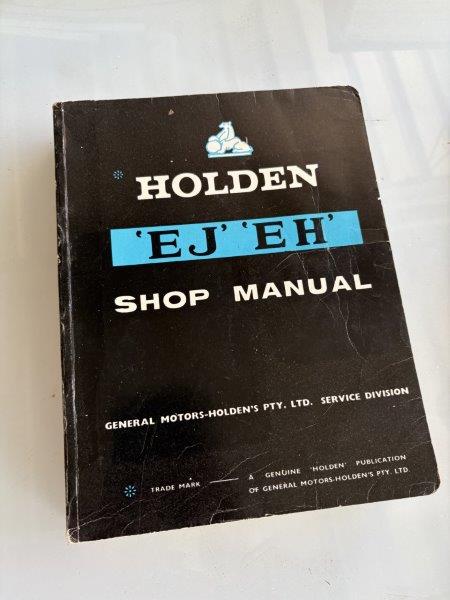 * HOLDEN
'EJ' 'EH'
SHOP MANUAL
GENERAL MOTORS-HOLDEN'S PTY. LTD. SERVICE DIVISION
* TRADE MARK —— A GENUINE 'HOLDEN' PUBLICATION
OF GENERAL MOTORS-HOLDEN'S PTY. LTD.